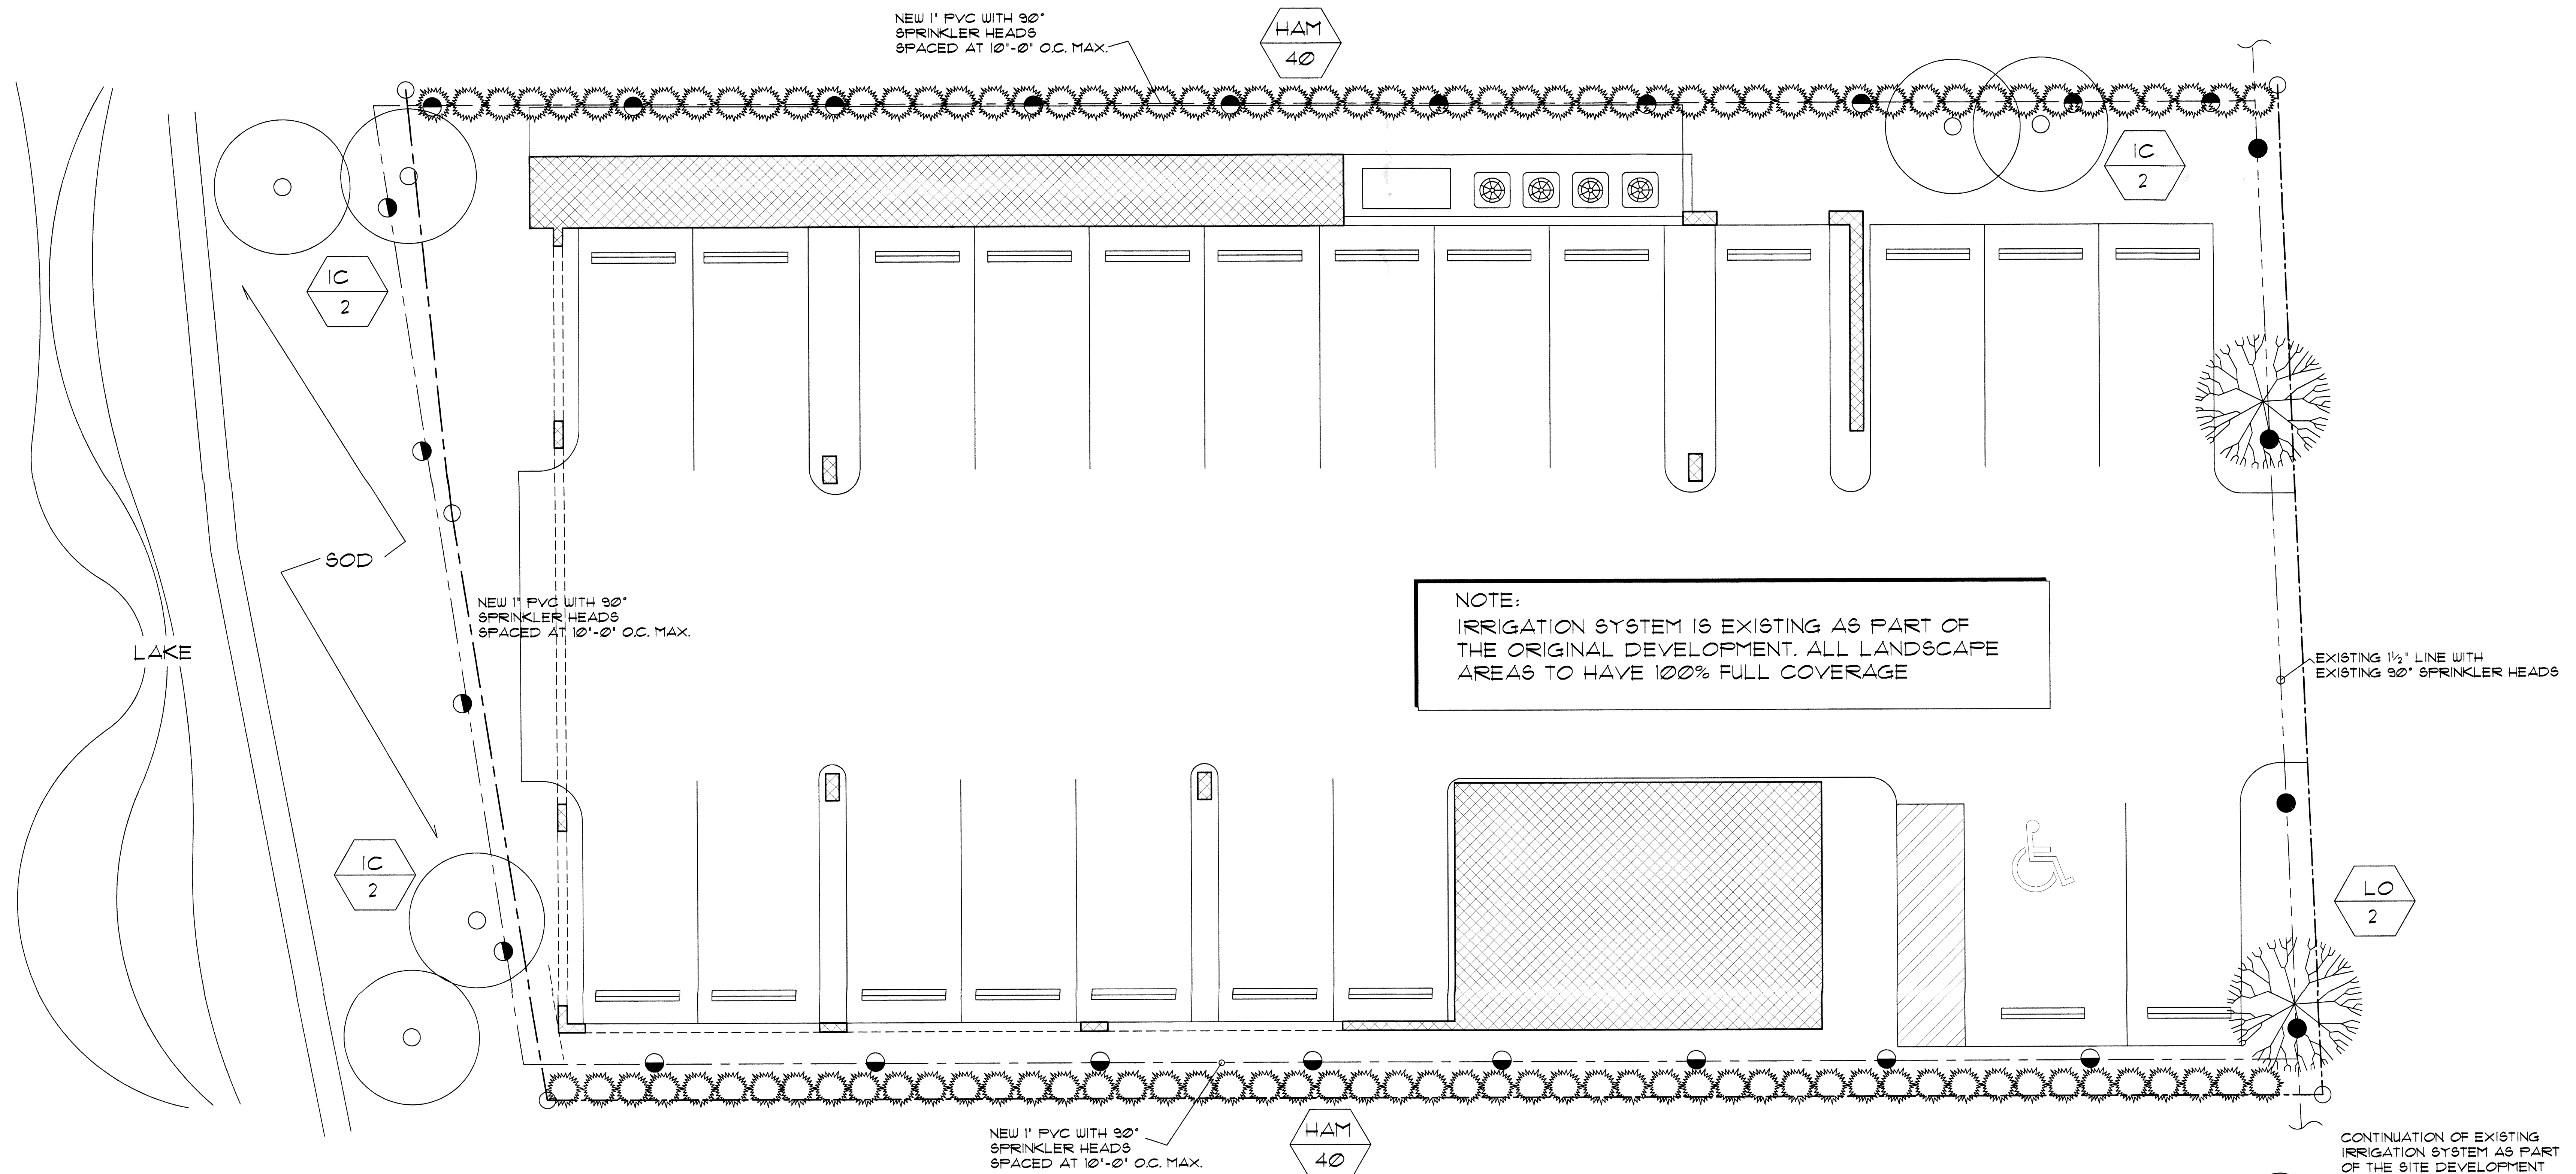 NEW 1" PVC WITH 90°
SPRINKLER HEADS
SPACED AT 10'-0" O.C. MAX.
HAM
40
IC
2
IC
2
SOD
NEW 1" PVC WITH 90°
SPRINKLER HEADS
SPACED AT 10'-0" O.C. MAX.
LAKE
NOTE:
IRRIGATION SYSTEM IS EXISTING AS PART OF
THE ORIGINAL DEVELOPMENT. ALL LANDSCAPE
AREAS TO HAVE 100% FULL COVERAGE
EXISTING 1½" LINE WITH
EXISTING 90° SPRINKLER HEADS
IC
2
LO
2
NEW 1" PVC WITH 90°
SPRINKLER HEADS
SPACED AT 10'-0" O.C. MAX.
HAM
40
CONTINUATION OF EXISTING
IRRIGATION SYSTEM AS PART
OF THE SITE DEVELOPMENT